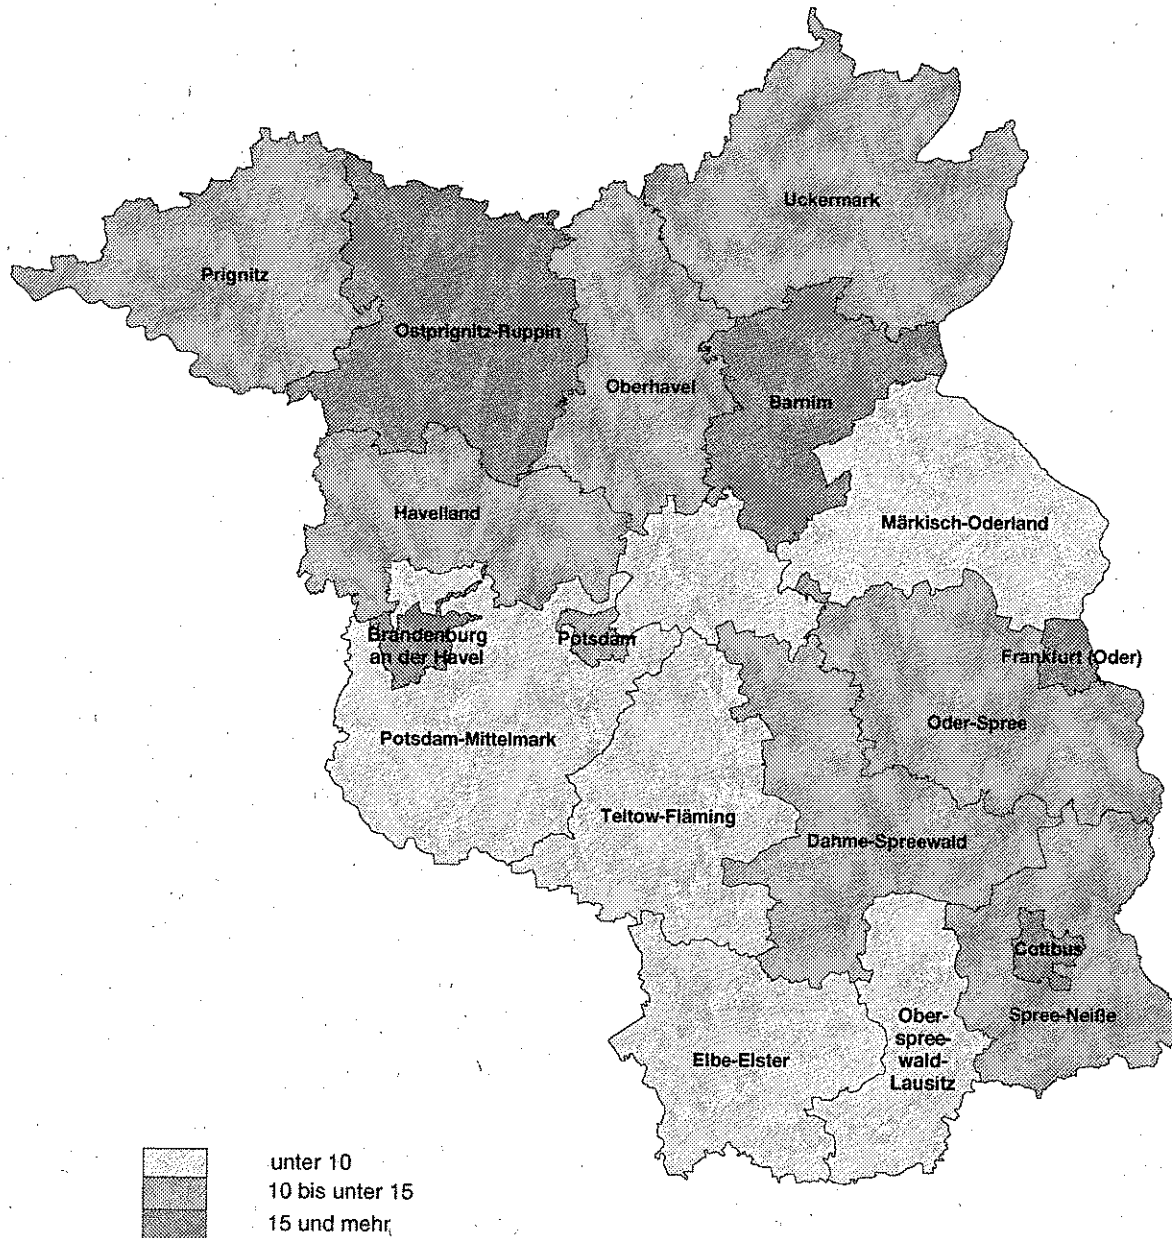 Uckermark
Prignitz
Ostprignitz-Ruppin
Oberhavel
Barnim
Havelland
Märkisch-Oderland
Brandenburg
an der Havel
Potsdam
Frankfurt (Oder)
Oder-Spree
Potsdam-Mittelmark
Teltow-Fläming
Dahme-Spreewald
Cottbus
Spree-Neiße
Ober-
spree-
wald-
Lausitz
Elbe-Elster
unter 10
10 bis unter 15
15 und mehr